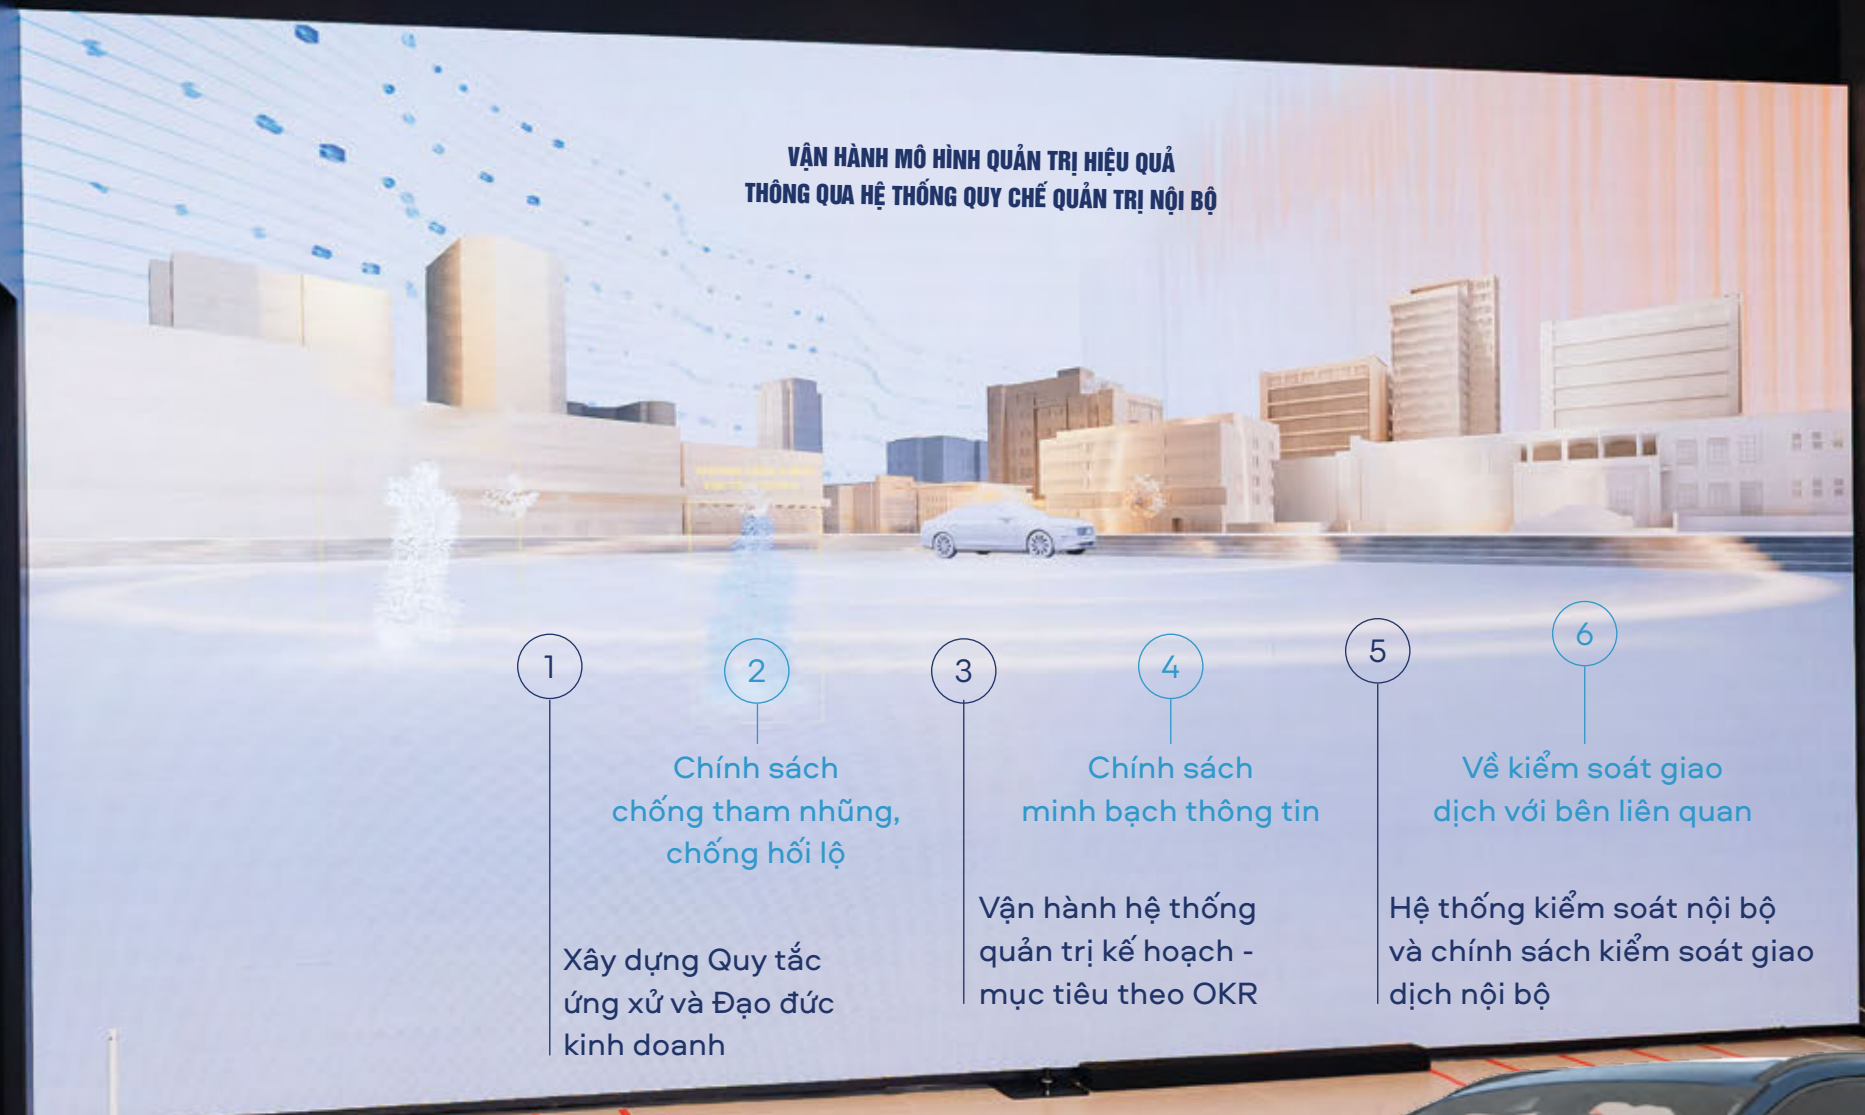 VẬN HÀNH MÔ HÌNH QUẢN TRỊ HIỆU QUẢ
THÔNG QUA HỆ THỐNG QUY CHẾ QUẢN TRỊ NỘI BỘ
1
Xây dựng Quy tắc
ứng xử và Đạo đức
kinh doanh
2
Chính sách
chống tham nhũng,
chống hối lộ
3
Vận hành hệ thống
quản trị kế hoạch -
mục tiêu theo OKR
4
Chính sách
minh bạch thông tin
5
Hệ thống kiểm soát nội bộ
và chính sách kiểm soát giao
dịch nội bộ
6
Về kiểm soát giao
dịch với bên liên quan